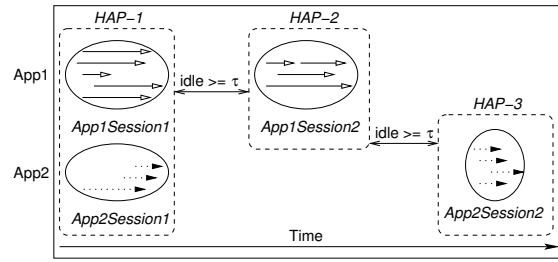 HAP-1
HAP-2
App1
idle >= τ
App1Session1
App1Session2
HAP-3
idle >= τ
App2
App2Session1
App2Session2
Time